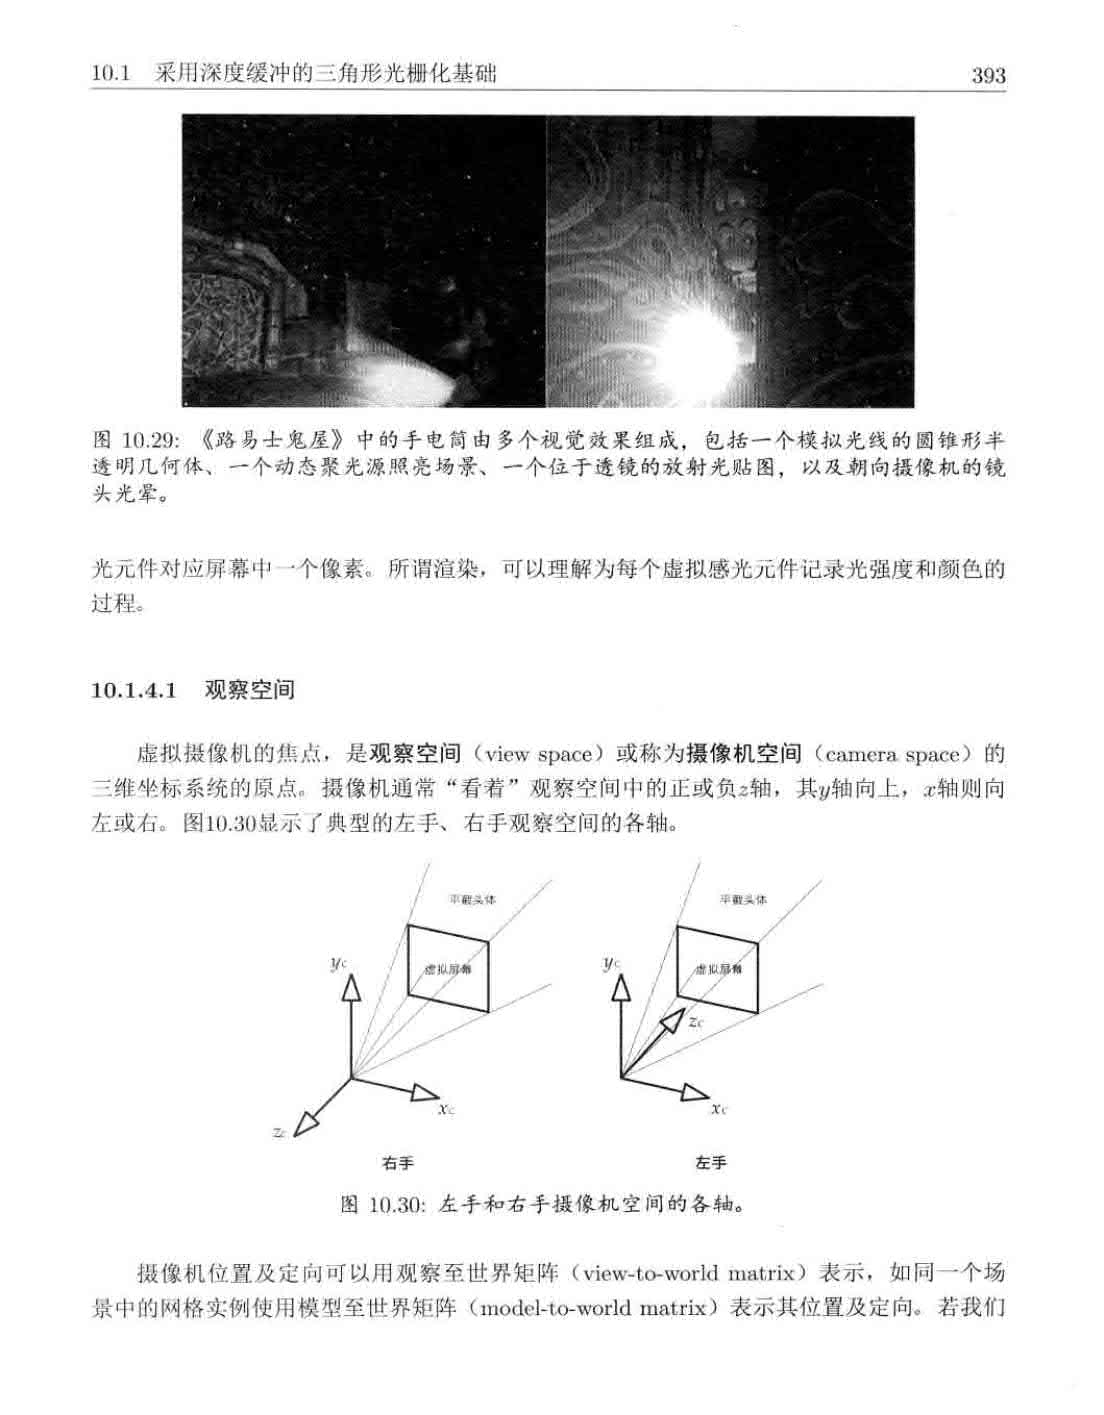 10.1 采用深度缓冲的三角形光栅化基础 393
图 10.29: 《路易士鬼屋》中的手电筒由多个视觉效果组成，包括一个模拟光线的圆锥形半
透明几何体、一个动态聚光源照亮场景、一个位于透镜的放射光贴图，以及朝向摄像机的镜
头光晕。
光元件对应屏幕中一个像素。所谓渲染，可以理解为每个虚拟感光元件记录光强度和颜色的
过程。
10.1.4.1 观察空间
虚拟摄像机的焦点，是观察空间（view space）或称为摄像机空间（camera space）的
三维坐标系统的原点。摄像机通常“看着”观察空间中的正或负z轴，其y轴向上，x轴则向
左或右。图10.30显示了典型的左手、右手观察空间的各轴。
平截头体 平截头体
yC 虚拟屏幕 yC 虚拟屏幕
zC
xC xC
zC
右手 左手
图 10.30: 左手和右手摄像机空间的各轴。
摄像机位置及定向可以用观察至世界矩阵（view-to-world matrix）表示，如同一个场
景中的网格实例使用模型至世界矩阵（model-to-world matrix）表示其位置及定向。若我们